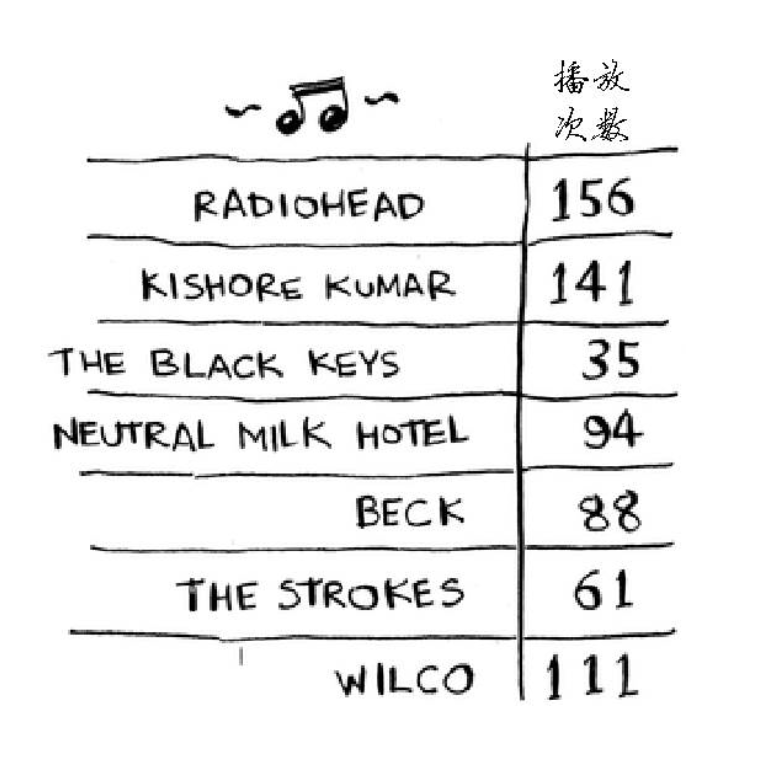 播放
次数
RADIOHEAD 156
KISHORE KUMAR 141
THE BLACK KEYS 35
NEUTRAL MILK HOTEL 94
BECK 88
THE STROKES 61
WILCO 111